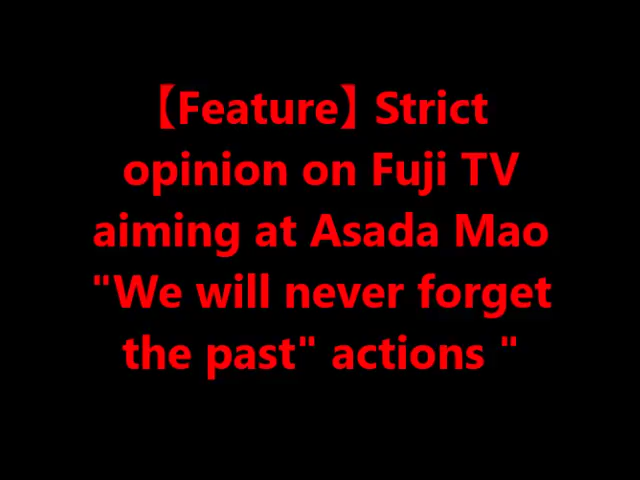 【Feature】Strict
opinion on Fuji TV
aiming at Asada Mao
"We will never forget
the past" actions "